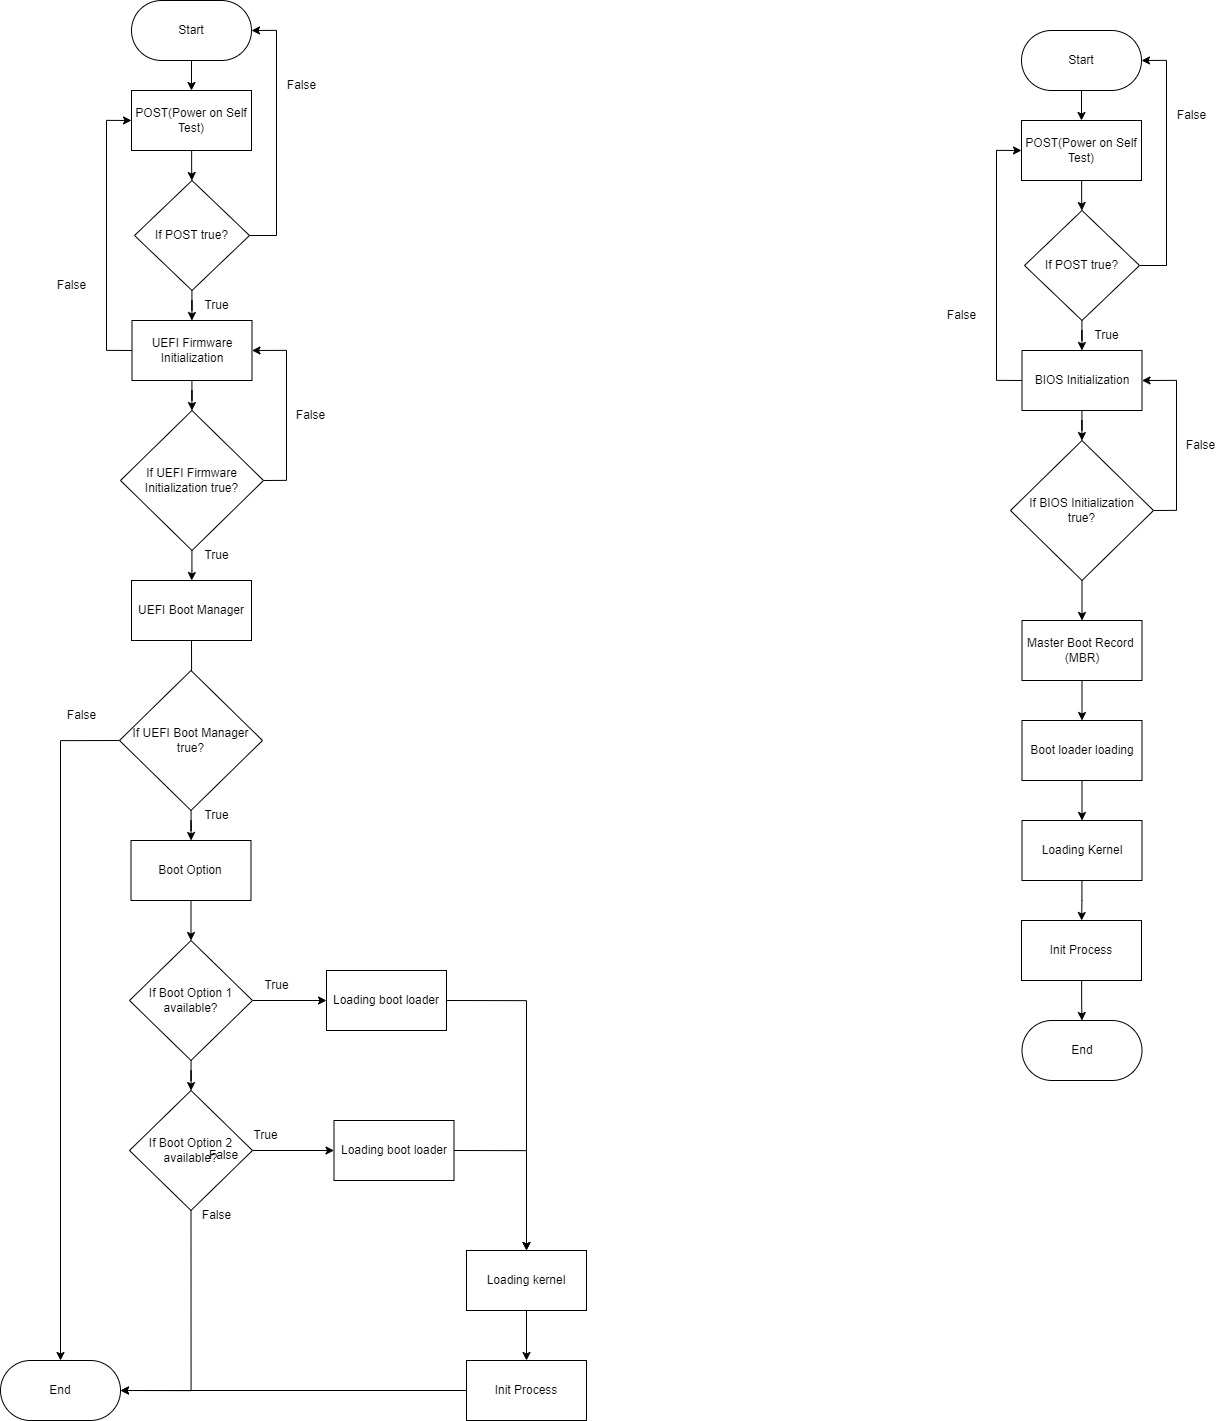 Start
False
POST(Power on Self
Test)
If POST true?
False
True
UEFI Firmware
Initialization
False
If UEFI Firmware
Initialization true?
True
UEFI Boot Manager
False
If UEFI Boot Manager
true?
True
Boot Option
If Boot Option 1
available?
True
Loading boot loader
If Boot Option 2
available?
False
True
Loading boot loader
False
Loading kernel
End
Init Process
Start
False
POST(Power on Self
Test)
If POST true?
False
True
BIOS Initialization
False
If BIOS Initialization
true?
Master Boot Record
(MBR)
Boot loader loading
Loading Kernel
Init Process
End